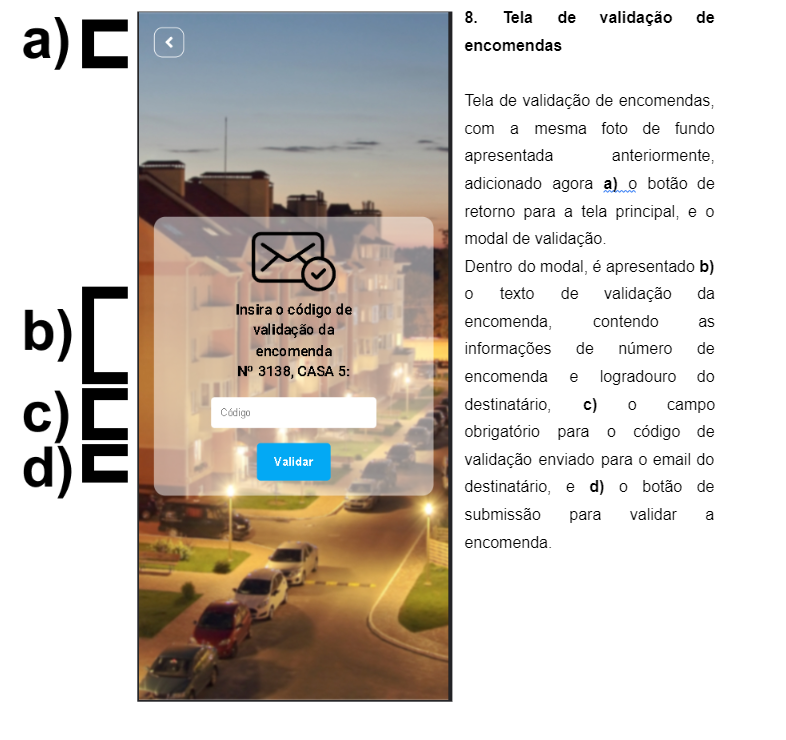 a)
b)
c)
d)
Insira o código de
validação da
encomenda
Nº 3138, CASA 5:
Código
Validar
8. Tela de validação de
encomendas
Tela de validação de encomendas,
com a mesma foto de fundo
apresentada anteriormente,
adicionado agora a) o botão de
retorno para a tela principal, e o
modal de validação.
Dentro do modal, é apresentado b)
o texto de validação da
encomenda, contendo as
informações de número de
encomenda e logradouro do
destinatário, c) o campo
obrigatório para o código de
validação enviado para o email do
destinatário, e d) o botão de
submissão para validar a
encomenda.